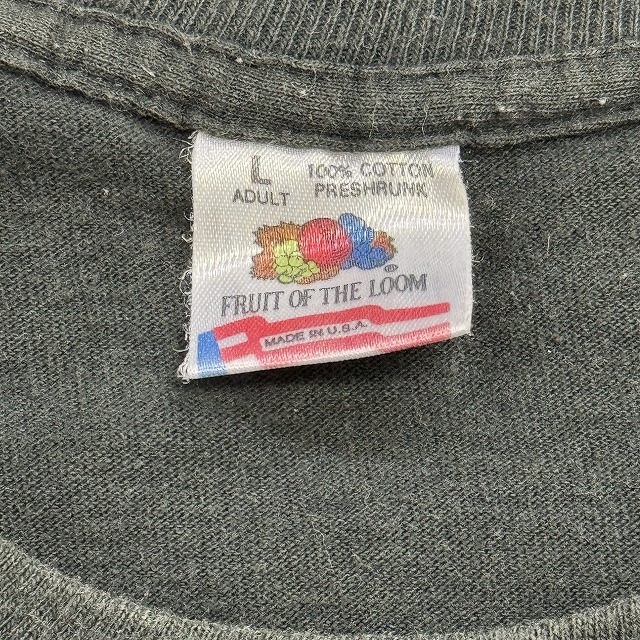 L 100% COTTON
ADULT PRESHRUNK
®
FRUIT OF THE LOOM
MADE IN U.S.A.